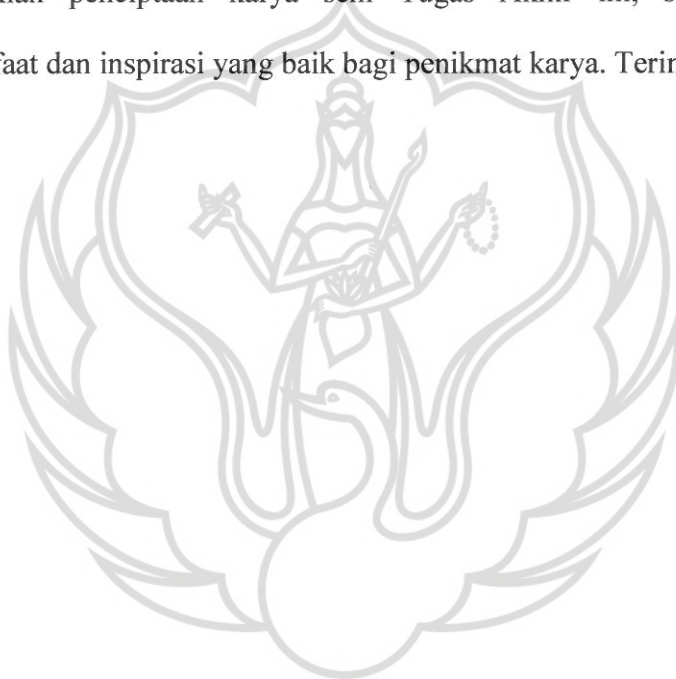 penciptaan karya seni Tugas Akhir ini,
dan inspirasi yang baik bagi penikmat karya.